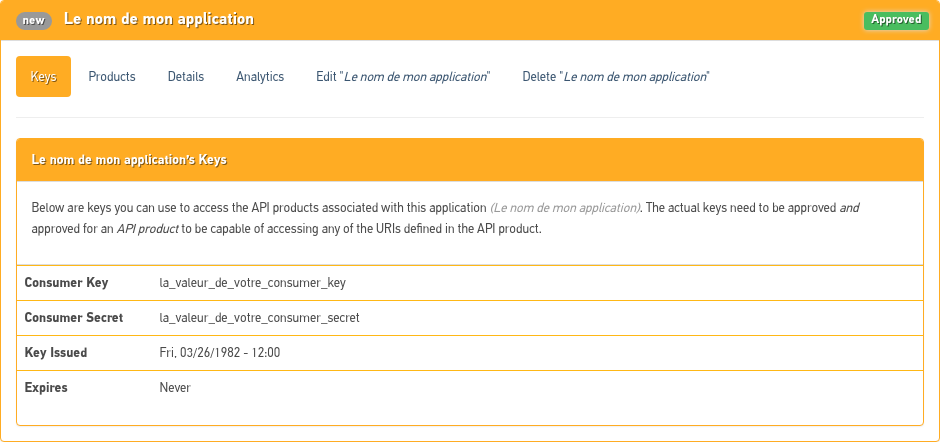 new Le nom de mon application Approved
Keys Products Details Analytics Edit "Le nom de mon application" Delete "Le nom de mon application"
Le nom de mon application's Keys
Below are keys you can use to access the API products associated with this application (Le nom de mon application). The actual keys need to be approved and
approved for an API product to be capable of accessing any of the URIs defined in the API product.
Consumer Key la_valeur_de_votre_consumer_key
Consumer Secret la_valeur_de_votre_consumer_secret
Key Issued Fri, 03/26/1982 - 12:00
Expires Never